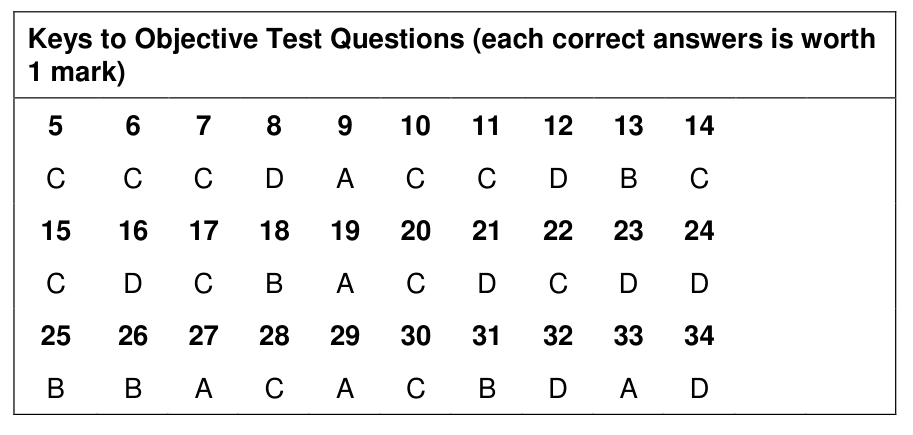 Keys to Objective Test Questions (each correct answers is worth
1 mark)
5 6 7 8 9 10 11 12 13 14
C C C D A C C D B C
15 16 17 18 19 20 21 22 23 24
C D C B A C D C D D
25 26 27 28 29 30 31 32 33 34
B B A C A C B D A D